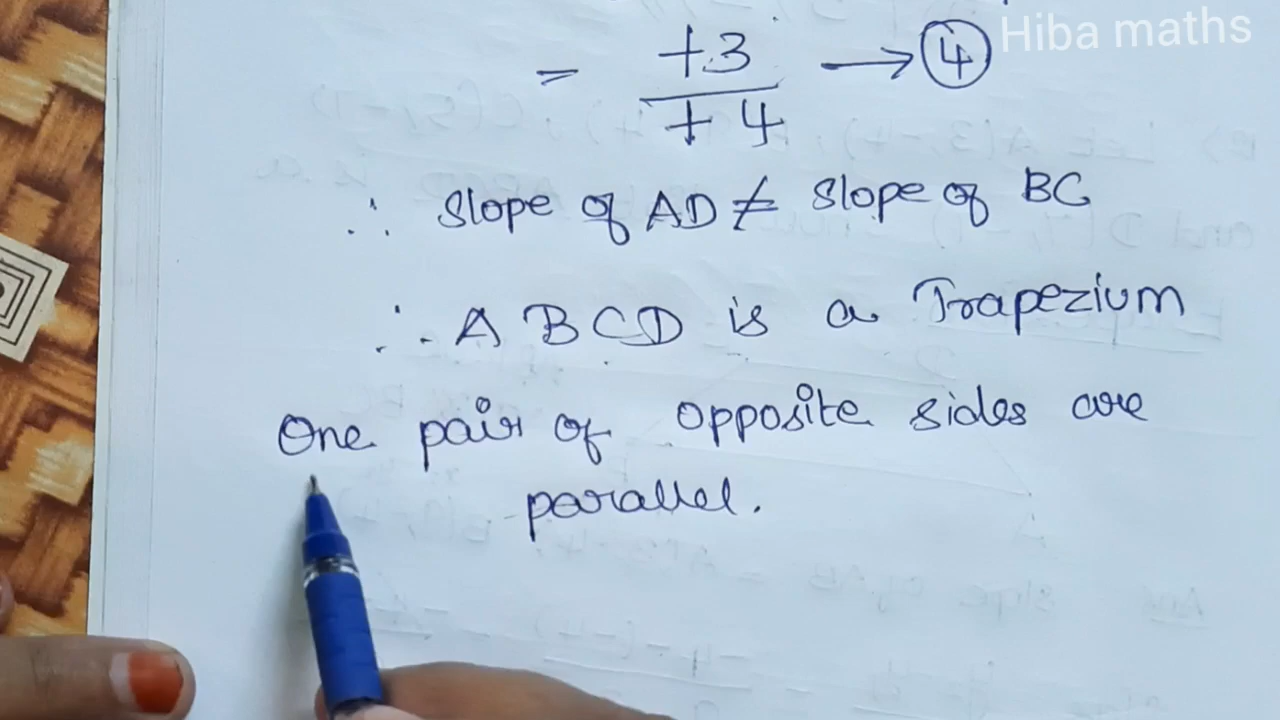 Hiba maths
= +3/+4 → ④
∴ Slope of AD ≠ Slope of BC
∴ ABCD is a Trapezium
One pair of opposite sides are
parallel.